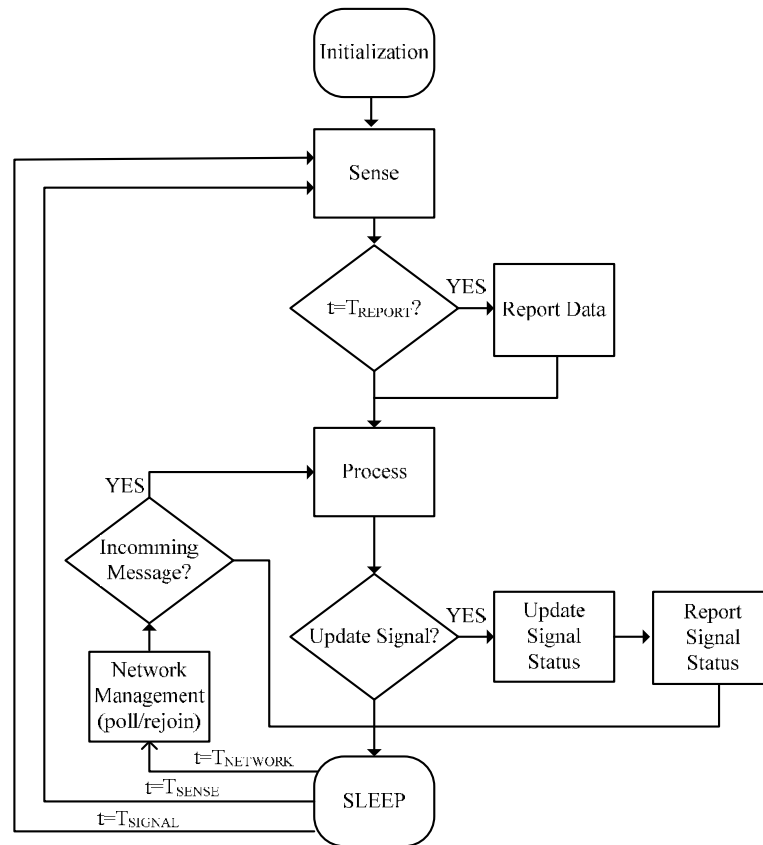 Initialization
Sense
t=TREPORT?
YES
Report Data
Process
YES
Incomming
Message?
Update Signal?
YES
Update
Signal
Status
Report
Signal
Status
Network
Management
(poll/rejoin)
t=TNETWORK
t=TSENSE
t=TSIGNAL
SLEEP